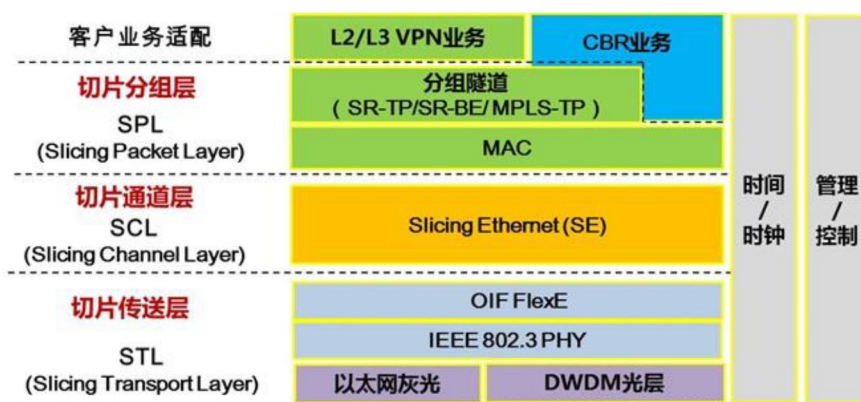 客户业务适配
L2/L3 VPN业务
CBR业务
切片分组层
SPL
(Slicing Packet Layer)
分组隧道
( SR-TP/SR-BE/ MPLS-TP )
MAC
切片通道层
SCL
(Slicing Channel Layer)
Slicing Ethernet (SE)
切片传送层
STL
(Slicing Transport Layer)
OIF FlexE
IEEE 802.3 PHY
以太网灰光
DWDM光层
时间
/
时钟
管理
/
控制